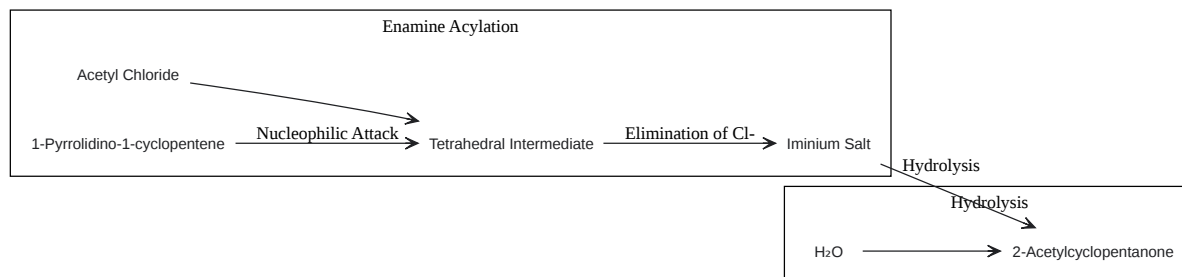 Enamine Acylation
Acetyl Chloride
1-Pyrrolidino-1-cyclopentene
Nucleophilic Attack
Tetrahedral Intermediate
Elimination of Cl-
Iminium Salt
Hydrolysis
Hydrolysis
H₂O
2-Acetylcyclopentanone